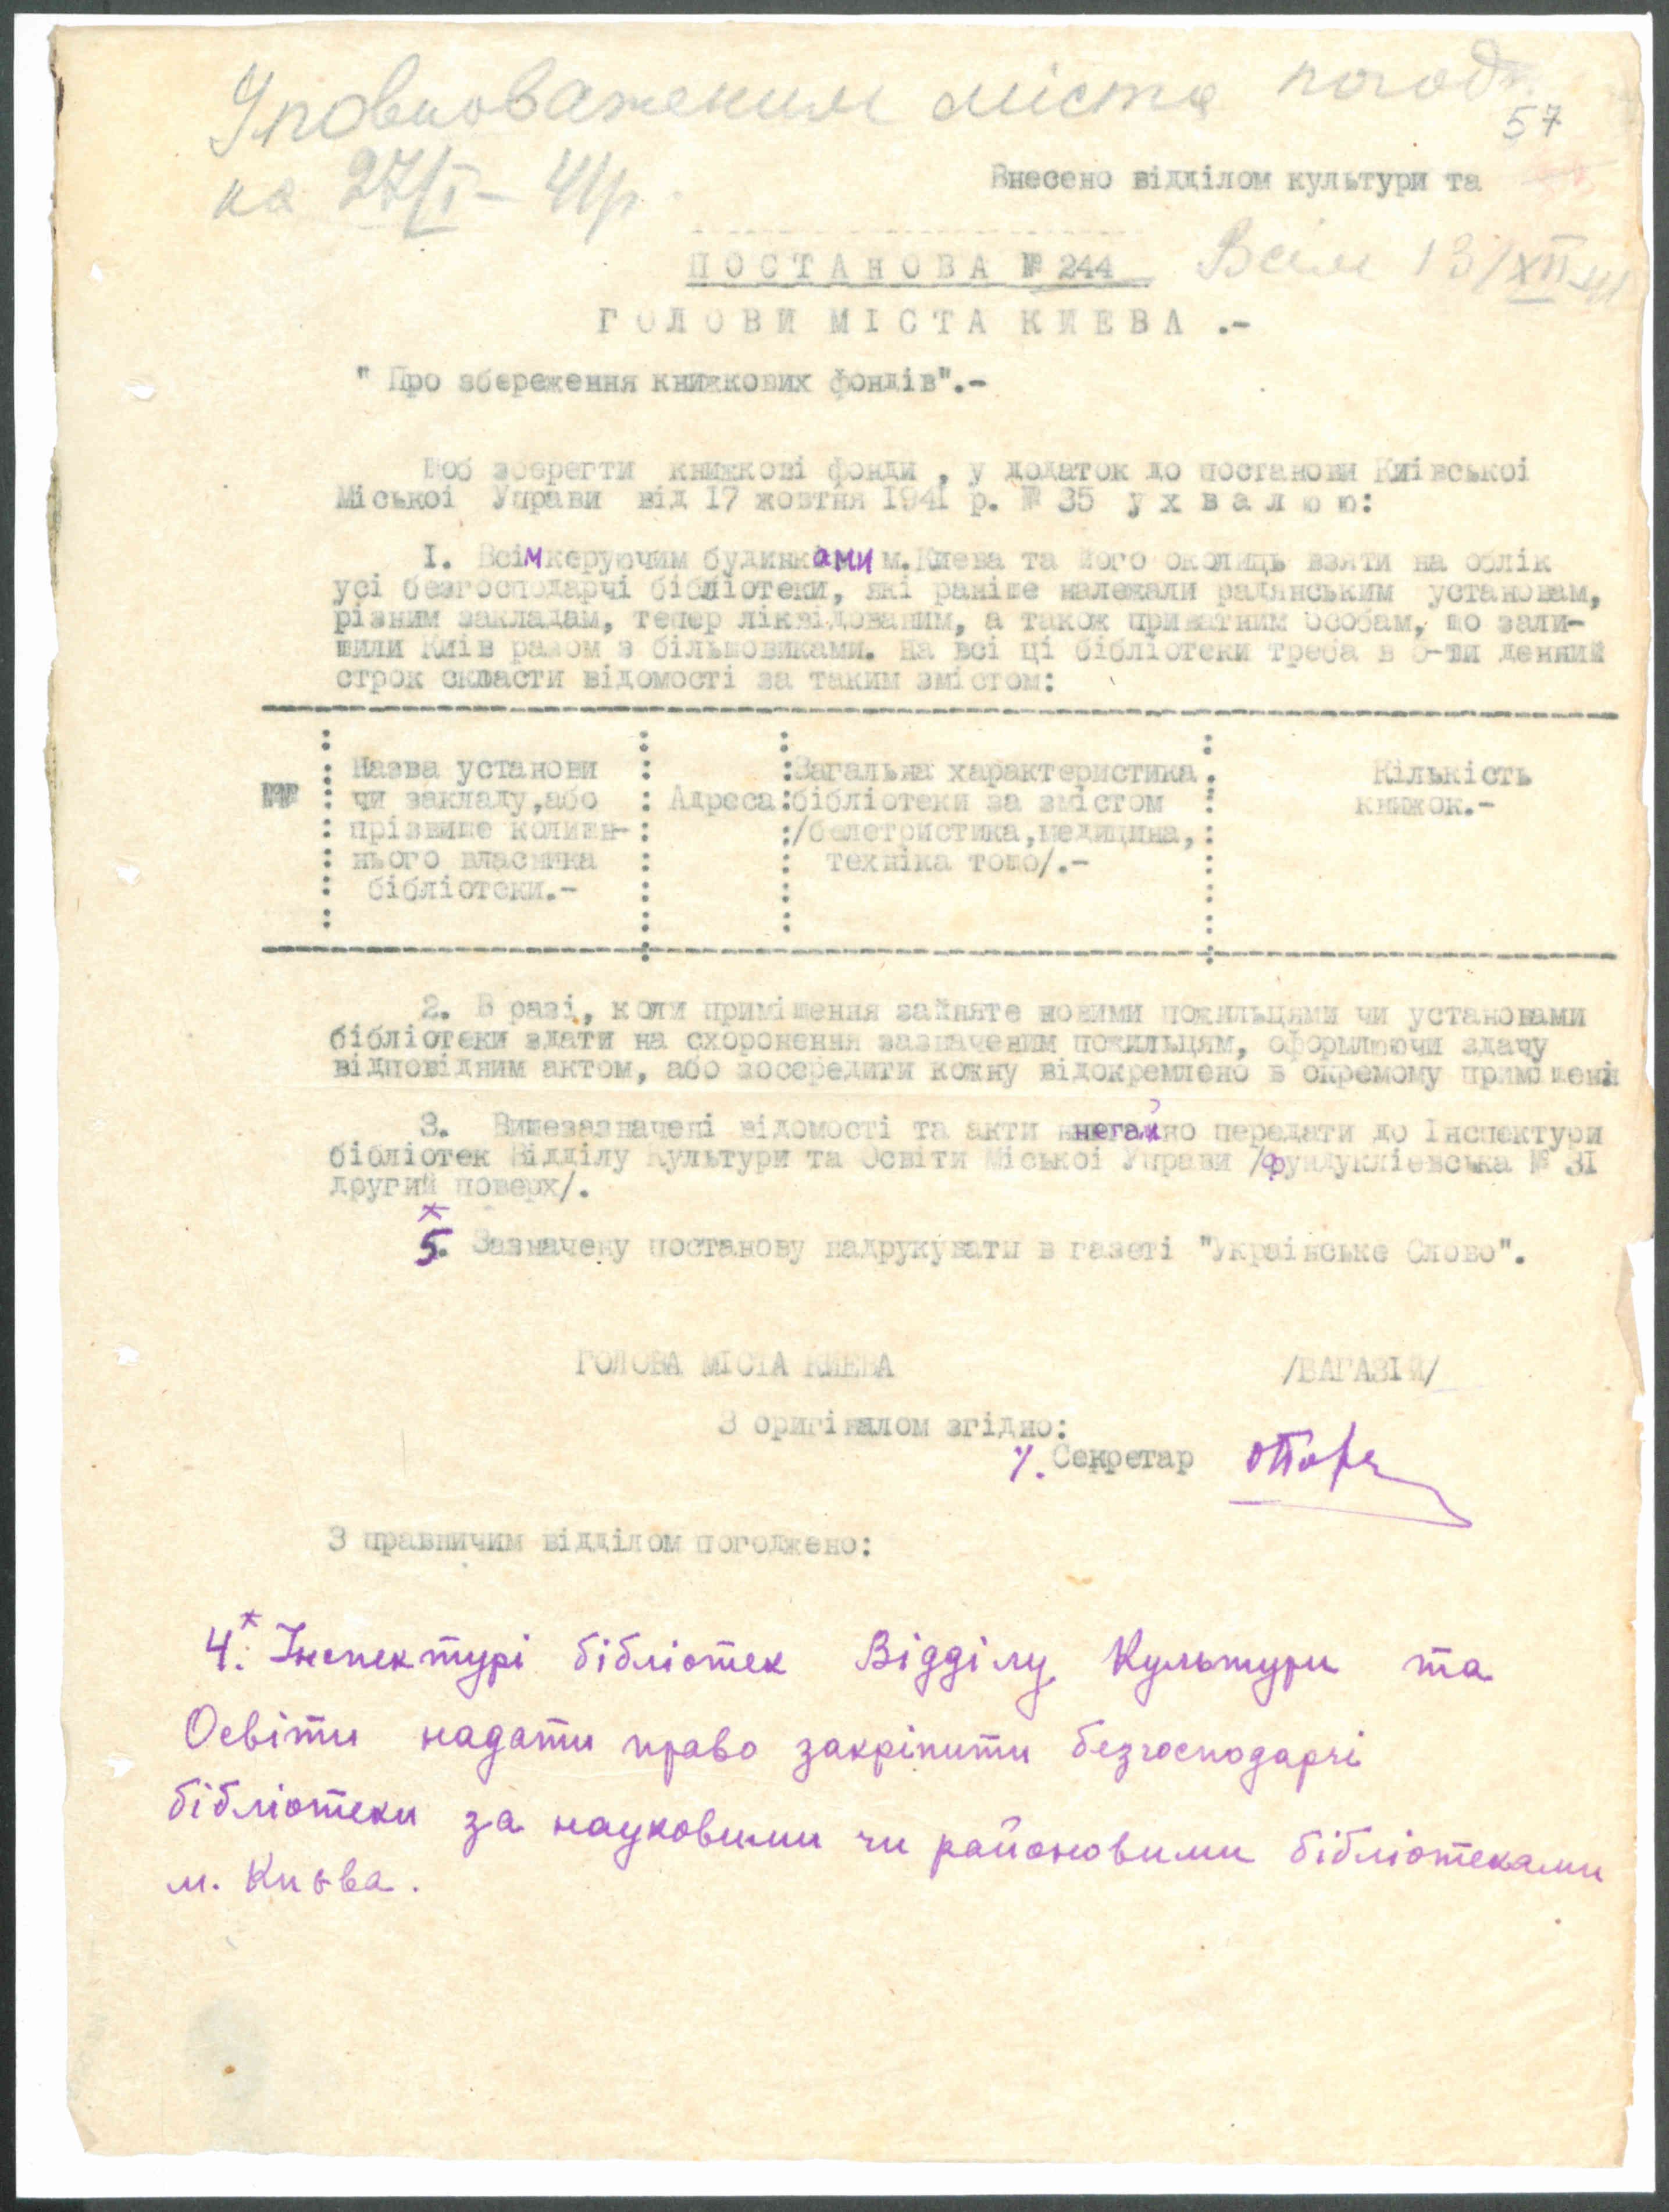 Уповноваженим міста погодж.
57
на 27/I – 41р.
Внесено відділом культури та
ПОСТАНОВА № 244
Всім 13/XII-41
ГОЛОВИ МІСТА КИЕВА .-
" Про збереження книжкових фондів".-
Щоб зберегти книжкові фонди , у додаток до постанови Київської
Міської Управи від 17 жовтня 1941 р. № 35 у х в а л ю ю:
I. Всім керуючим будинками м.Києва та його околиць взяти на облік
усі безгосподарчі бібліотеки, які раніше належали радянським установам,
різним закладам, тепер ліквідованим, а також приватним особам, що зали-
шили Київ разом з більшовиками. На всі ці бібліотеки треба в 5-ти денний
строк скласти відомості за таким змістом:
№№ : Назва установи чи закладу,або прізвище колиш- нього власника бібліотеки.-
: Адреса
:Загальна характеристика бібліотеки за змістом /белетристика,медицина, техніка тощо/.-
: Кількість книжок.-
2. В разі, коли приміщення зайняте новими пожильцями чи установами
бібліотеки здати на схоронення зазначеним пожильцям, оформлюючи здачу
відповідним актом, або зосередити кожну відокремлено в окремому приміщені
3. Вищезазначені відомості та акти негайно передати до Інспектури
бібліотек Відділу Культури та Освіти Міської Управи /Фундукліевська № 3I
другий поверх/.
х
5. Зазначену постанову надрукувати в газеті "Українське Слово".
ГОЛОВА МІСТА КИЕВА /БАГАЗІЙ/
З оригіналом згідно:
Секретар
З правничим відділом погоджено:
4.х Інспектурі бібліотек Відділу Культури та
Освіти надати право закріпити безгосподарчі
бібліотеки за науковими чи районовими бібліотеками
м. Києва.